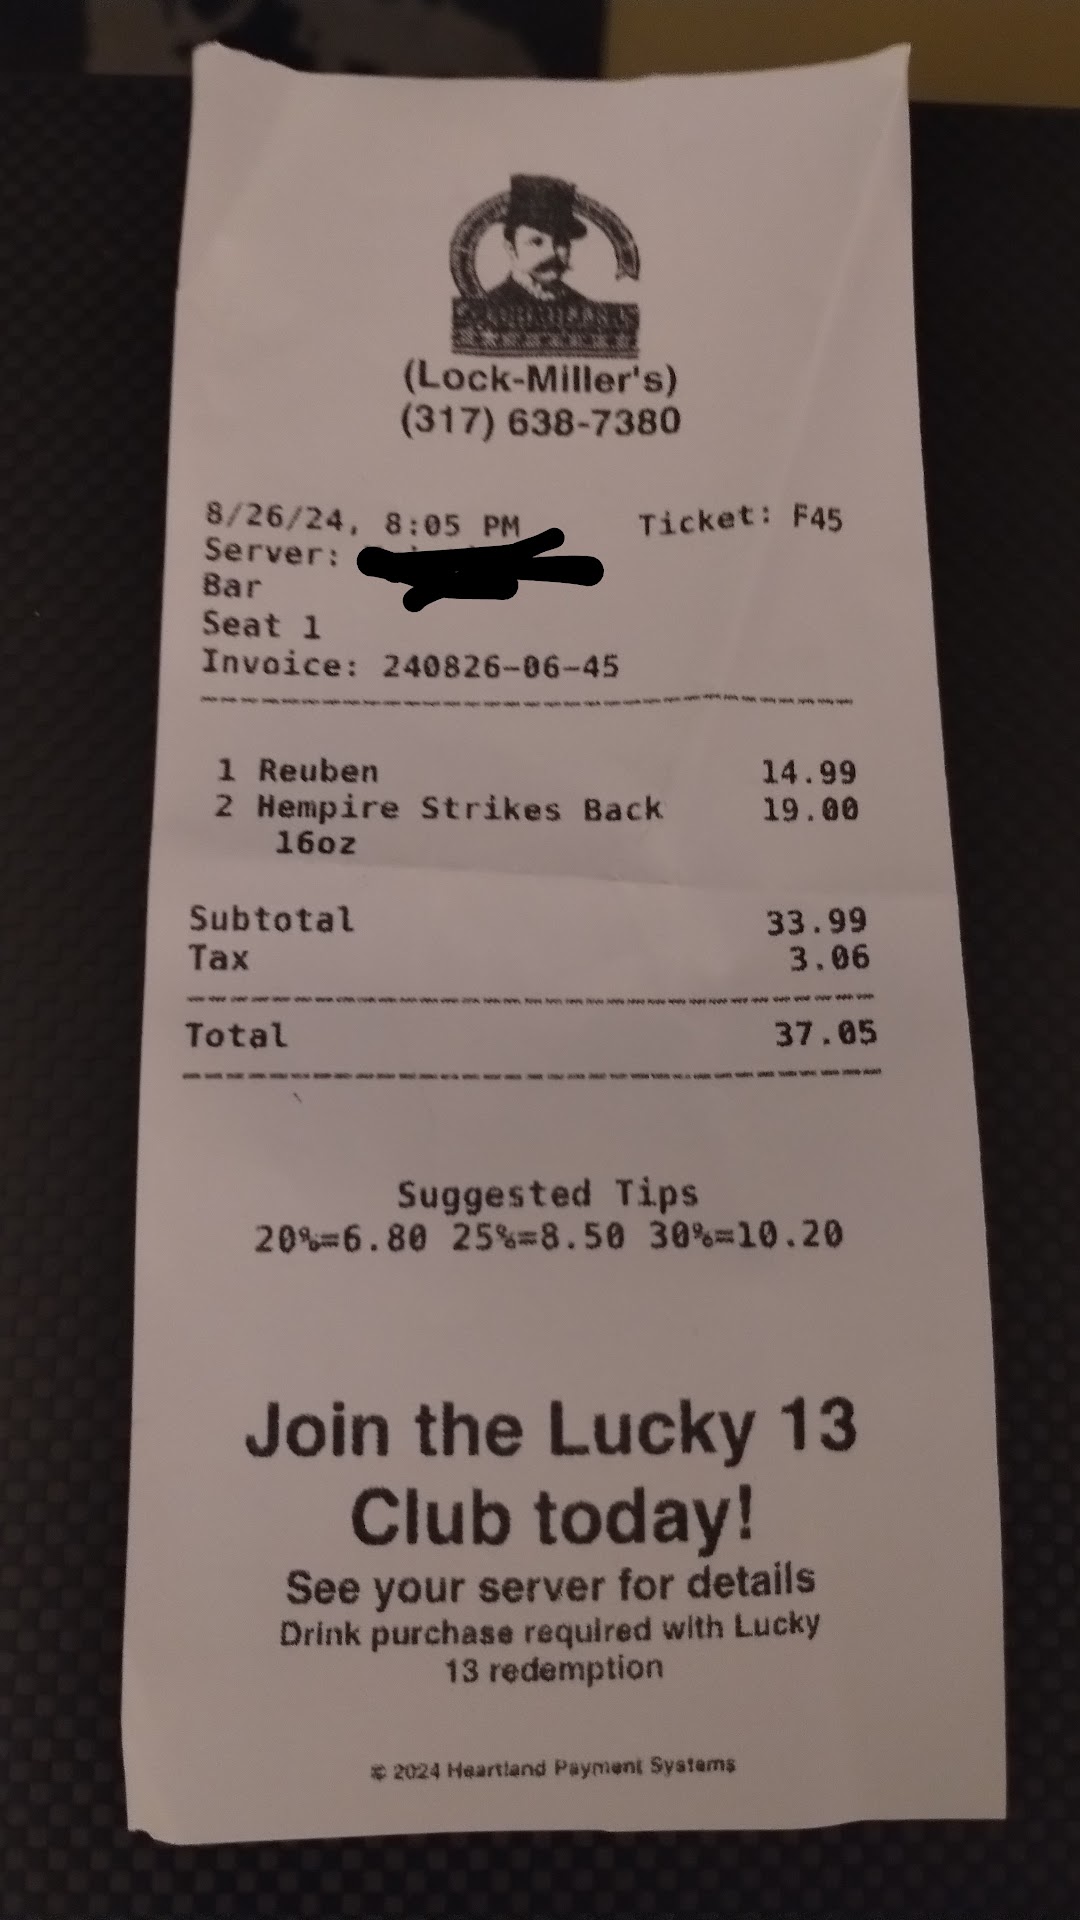 (Lock-Miller's)
(317) 638-7380
8/26/24, 8:05 PM Ticket: F45
Server:
Bar
Seat 1
Invoice: 240826-06-45
1 Reuben 14.99
2 Hempire Strikes Back 19.00
16oz
Subtotal 33.99
Tax 3.06
Total 37.05
Suggested Tips
20%=6.80 25%=8.50 30%=10.20
Join the Lucky 13
Club today!
See your server for details
Drink purchase required with Lucky
13 redemption
© 2024 Heartland Payment Systems